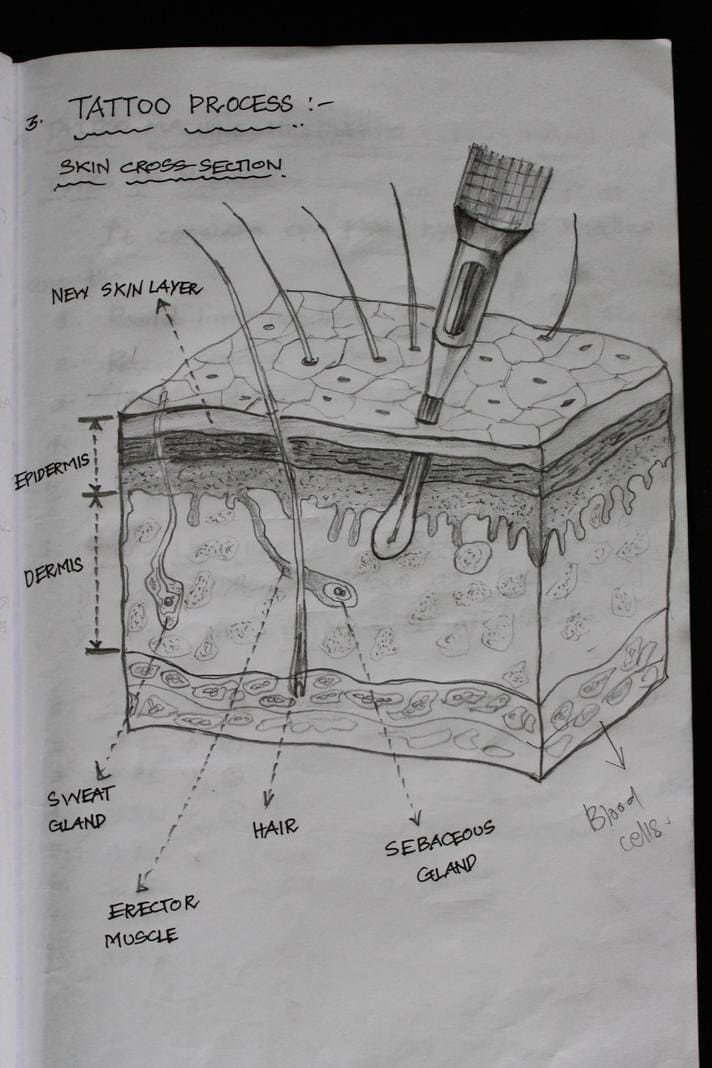 3. TATTOO PROCESS :-
SKIN CROSS-SECTION.
NEW SKIN LAYER
EPIDERMIS
DERMIS
SWEAT
GLAND
HAIR
SEBACEOUS
GLAND
Blood
cells.
ERECTOR
MUSCLE